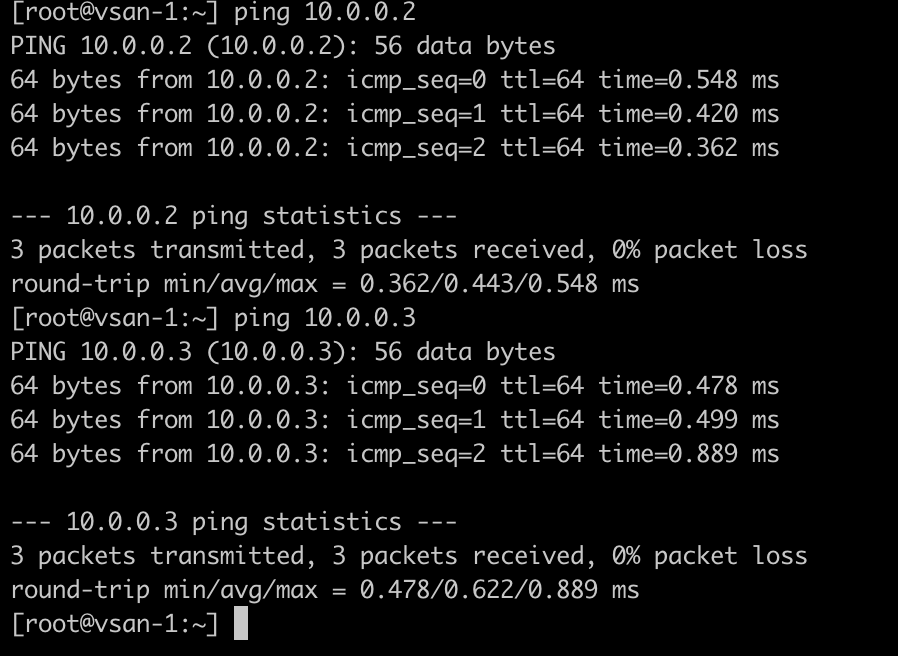 [root@vsan-1:~] ping 10.0.0.2
PING 10.0.0.2 (10.0.0.2): 56 data bytes
64 bytes from 10.0.0.2: icmp_seq=0 ttl=64 time=0.548 ms
64 bytes from 10.0.0.2: icmp_seq=1 ttl=64 time=0.420 ms
64 bytes from 10.0.0.2: icmp_seq=2 ttl=64 time=0.362 ms

--- 10.0.0.2 ping statistics ---
3 packets transmitted, 3 packets received, 0% packet loss
round-trip min/avg/max = 0.362/0.443/0.548 ms
[root@vsan-1:~] ping 10.0.0.3
PING 10.0.0.3 (10.0.0.3): 56 data bytes
64 bytes from 10.0.0.3: icmp_seq=0 ttl=64 time=0.478 ms
64 bytes from 10.0.0.3: icmp_seq=1 ttl=64 time=0.499 ms
64 bytes from 10.0.0.3: icmp_seq=2 ttl=64 time=0.889 ms

--- 10.0.0.3 ping statistics ---
3 packets transmitted, 3 packets received, 0% packet loss
round-trip min/avg/max = 0.478/0.622/0.889 ms
[root@vsan-1:~]